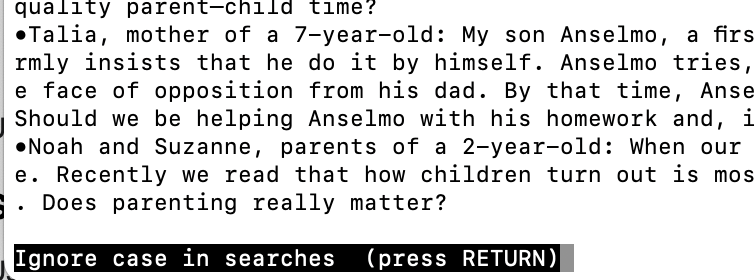 quality parent–child time?
•Talia, mother of a 7-year-old: My son Anselmo, a firs
rmly insists that he do it by himself. Anselmo tries,
e face of opposition from his dad. By that time, Anse
Should we be helping Anselmo with his homework and, i
•Noah and Suzanne, parents of a 2-year-old: When our
e. Recently we read that how children turn out is mos
. Does parenting really matter?
Ignore case in searches  (press RETURN)